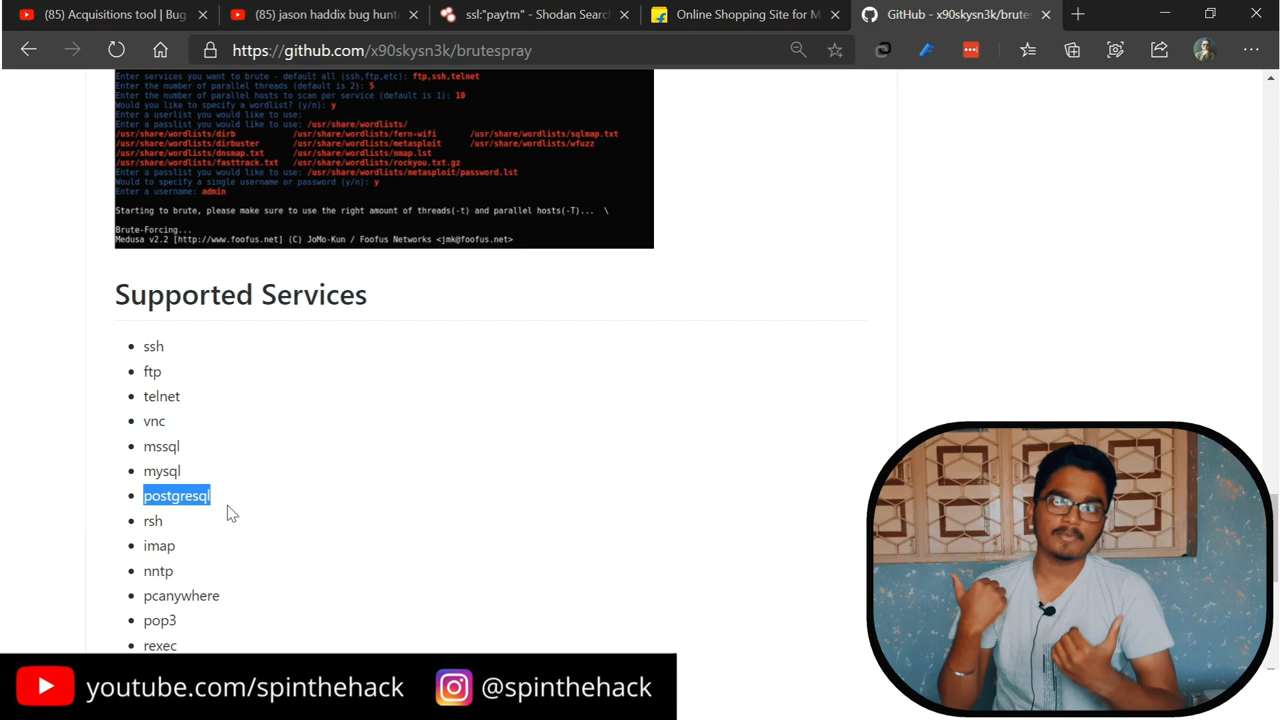 (85) Acquisitions tool | Bug
(85) jason haddix bug hunt
ssl:"paytm" - Shodan Searc
Online Shopping Site for M
GitHub - x90skysn3k/brutes
https://github.com/x90skysn3k/brutespray
Enter services you want to brute - default all (ssh,ftp,etc): ftp,ssh,telnet
Enter the number of parallel threads (default is 2): 5
Enter the number of parallel hosts to scan per service (default is 1): 10
Would you like to specify a wordlist? (y/n): y
Enter a userlist you would like to use:
Enter a passlist you would like to use: /usr/share/wordlists/
/usr/share/wordlists/dirb /usr/share/wordlists/fern-wifi /usr/share/wordlists/sqlmap.txt
/usr/share/wordlists/dirbuster /usr/share/wordlists/metasploit /usr/share/wordlists/wfuzz
/usr/share/wordlists/dnsmap.txt /usr/share/wordlists/nmap.lst
/usr/share/wordlists/fasttrack.txt /usr/share/wordlists/rockyou.txt.gz
Enter a passlist you would like to use: /usr/share/wordlists/metasploit/password.lst
Would to specify a single username or password (y/n): y
Enter a username: admin
Starting to brute, please make sure to use the right amount of threads(-t) and parallel hosts(-T)... \
Brute-Forcing...
Medusa v2.2 [http://www.foofus.net] (C) JoMo-Kun / Foofus Networks <jmk@foofus.net>
Supported Services
ssh
ftp
telnet
vnc
mssql
mysql
postgresql
rsh
imap
nntp
pcanywhere
pop3
rexec
youtube.com/spinthehack
@spinthehack